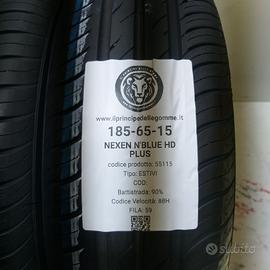 www.ilprincipedellegomme.it
185-65-15
NEXEN N'BLUE HD
PLUS
codice prodotto: 55115
Tipo: ESTIVI
COD:
Battistrada: 90%
Codice Velocità: 88H
FILA: 59
subito